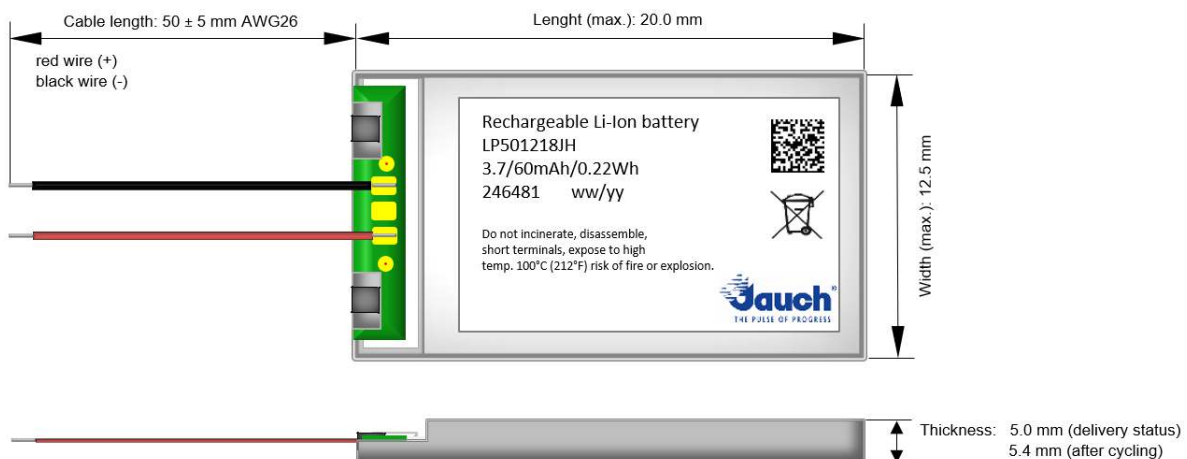 Cable length: 50 ± 5 mm AWG26
Lenght (max.): 20.0 mm
red wire (+)
black wire (-)
Rechargeable Li-Ion battery
LP501218JH
3.7/60mAh/0.22Wh
246481 ww/yy
Do not incinerate, disassemble,
short terminals, expose to high
temp. 100°C (212°F) risk of fire or explosion.
Jauch®
THE PULSE OF PROGRESS
Width (max.): 12.5 mm
Thickness: 5.0 mm (delivery status)
5.4 mm (after cycling)